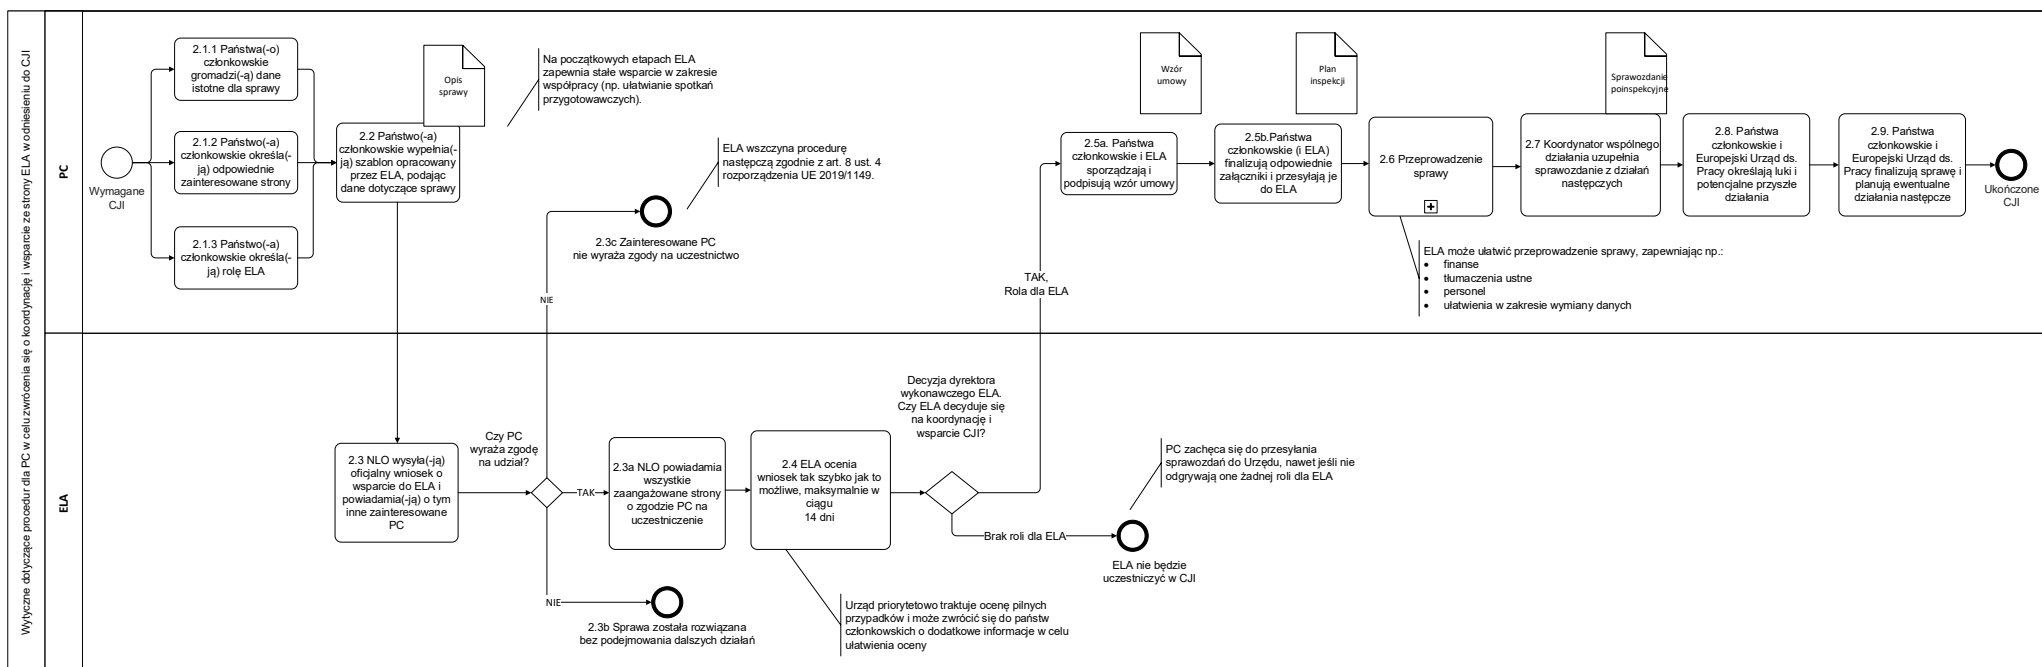 Wytyczne dotyczące procedur dla PC w celu zwrócenia się o koordynację i wsparcie ze strony ELA w odniesieniu do CJI
PC
Wymagane
CJI
2.1.1 Państwa(-o)
członkowskie
gromadzi(-ą) dane
istotne dla sprawy
2.1.2 Państwo(-a)
członkowskie określa(-
ją) odpowiednie
zainteresowane strony
2.1.3 Państwo(-a)
członkowskie określa(-
ją) rolę ELA
Opis
sprawy
2.2 Państwo(-a)
członkowskie wypełnia(-
ją) szablon opracowany
przez ELA, podając
dane dotyczące sprawy
Na początkowych etapach ELA
zapewnia stałe wsparcie w zakresie
współpracy (np. ułatwianie spotkań
przygotowawczych).
ELA wszczyna procedurę
następczą zgodnie z art. 8 ust. 4
rozporządzenia UE 2019/1149.
2.3c Zainteresowane PC
nie wyraża zgody na uczestnictwo
NIE
TAK,
Rola dla ELA
Wzór
umowy
2.5a. Państwa
członkowskie i ELA
sporządzają i
podpisują wzór umowy
Plan
inspekcji
2.5b.Państwa
członkowskie (i ELA)
finalizują odpowiednie
załączniki i przesyłają je
do ELA
2.6 Przeprowadzenie
sprawy
ELA może ułatwić przeprowadzenie sprawy, zapewniając np.:
• finanse
• tłumaczenia ustne
• personel
• ułatwienia w zakresie wymiany danych
Sprawozdanie
poinspekcyjne
2.7 Koordynator wspólnego
działania uzupełnia
sprawozdanie z działań
następczych
2.8. Państwa
członkowskie i
Europejski Urząd ds.
Pracy określają luki i
potencjalne przyszłe
działania
2.9. Państwa
członkowskie i
Europejski Urząd ds.
Pracy finalizują sprawę i
planują ewentualne
działania następcze
Ukończone
CJI
ELA
2.3 NLO wysyła(-ją)
oficjalny wniosek o
wsparcie do ELA i
powiadamia(-ją) o tym
inne zainteresowane
PC
Czy PC
wyraża zgodę
na udział?
TAK
NIE
2.3b Sprawa została rozwiązana
bez podejmowania dalszych działań
2.3a NLO powiadamia
wszystkie
zaangażowane strony
o zgodzie PC na
uczestniczenie
2.4 ELA ocenia
wniosek tak szybko jak to
możliwe, maksymalnie w
ciągu
14 dni
Urząd priorytetowo traktuje ocenę pilnych
przypadków i może zwrócić się do państw
członkowskich o dodatkowe informacje w celu
ułatwienia oceny
Decyzja dyrektora
wykonawczego ELA.
Czy ELA decyduje się
na koordynację i
wsparcie CJI?
Brak roli dla ELA
ELA nie będzie
uczestniczyć w CJI
PC zachęca się do przesyłania
sprawozdań do Urzędu, nawet jeśli nie
odgrywają one żadnej roli dla ELA